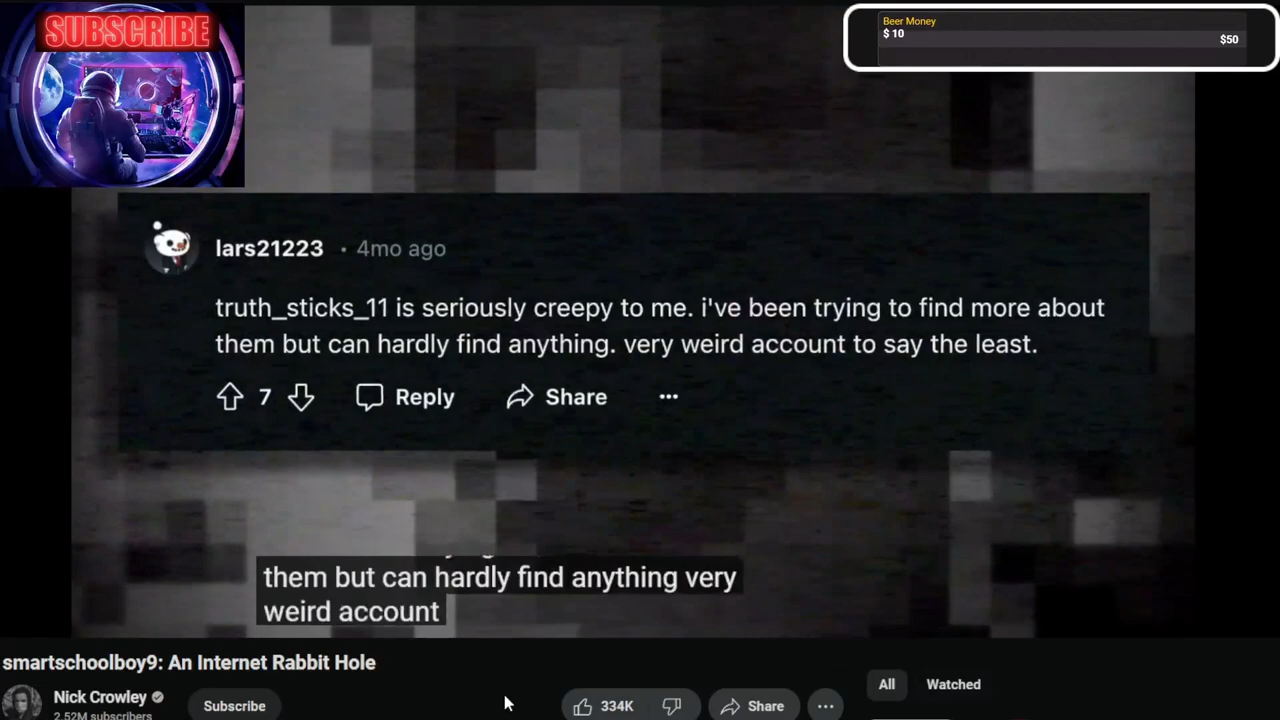 SUBSCRIBE
Beer Money
$ 10
$50
lars21223 • 4mo ago
truth_sticks_11 is seriously creepy to me. i've been trying to find more about
them but can hardly find anything. very weird account to say the least.
7 Reply Share
them but can hardly find anything very
weird account
smartschoolboy9: An Internet Rabbit Hole
Nick Crowley
2.52M subscribers
Subscribe
334K
Share
All
Watched